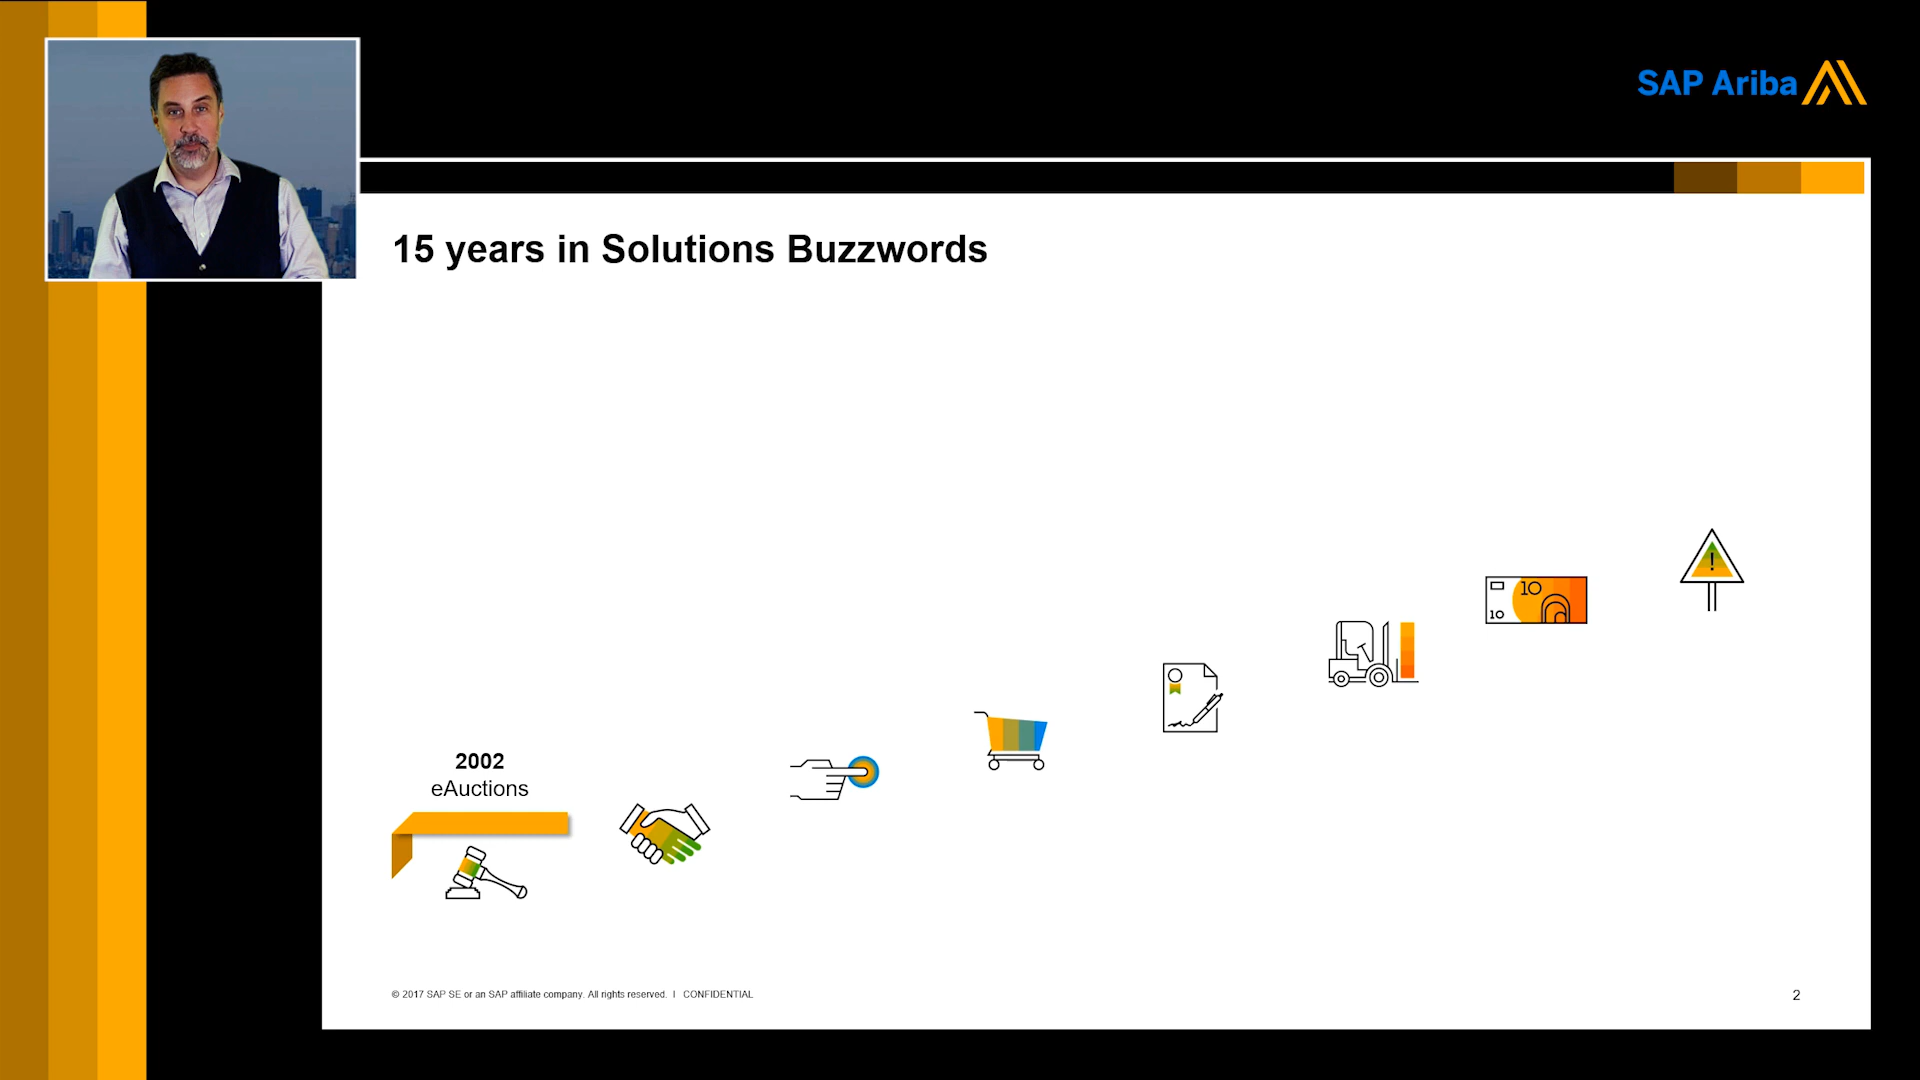 SAP Ariba
15 years in Solutions Buzzwords
10
10
!
2002
eAuctions
© 2017 SAP SE or an SAP affiliate company. All rights reserved. I CONFIDENTIAL
2